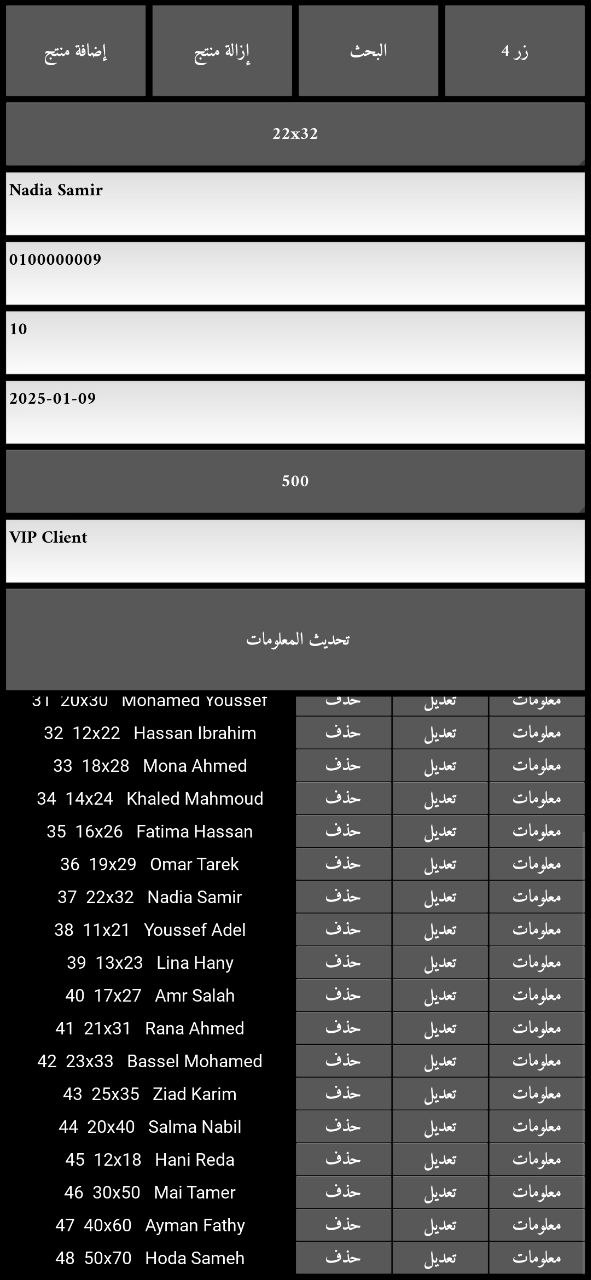 إضافة منتج إزالة منتج البحث زر 4
22x32
Nadia Samir
0100000009
10
2025-01-09
500
VIP Client
تحديث المعلومات
31 20x30 Mohamed Youssef حذف تعديل معلومات
32 12x22 Hassan Ibrahim حذف تعديل معلومات
33 18x28 Mona Ahmed حذف تعديل معلومات
34 14x24 Khaled Mahmoud حذف تعديل معلومات
35 16x26 Fatima Hassan حذف تعديل معلومات
36 19x29 Omar Tarek حذف تعديل معلومات
37 22x32 Nadia Samir حذف تعديل معلومات
38 11x21 Youssef Adel حذف تعديل معلومات
39 13x23 Lina Hany حذف تعديل معلومات
40 17x27 Amr Salah حذف تعديل معلومات
41 21x31 Rana Ahmed حذف تعديل معلومات
42 23x33 Bassel Mohamed حذف تعديل معلومات
43 25x35 Ziad Karim حذف تعديل معلومات
44 20x40 Salma Nabil حذف تعديل معلومات
45 12x18 Hani Reda حذف تعديل معلومات
46 30x50 Mai Tamer حذف تعديل معلومات
47 40x60 Ayman Fathy حذف تعديل معلومات
48 50x70 Hoda Sameh حذف تعديل معلومات